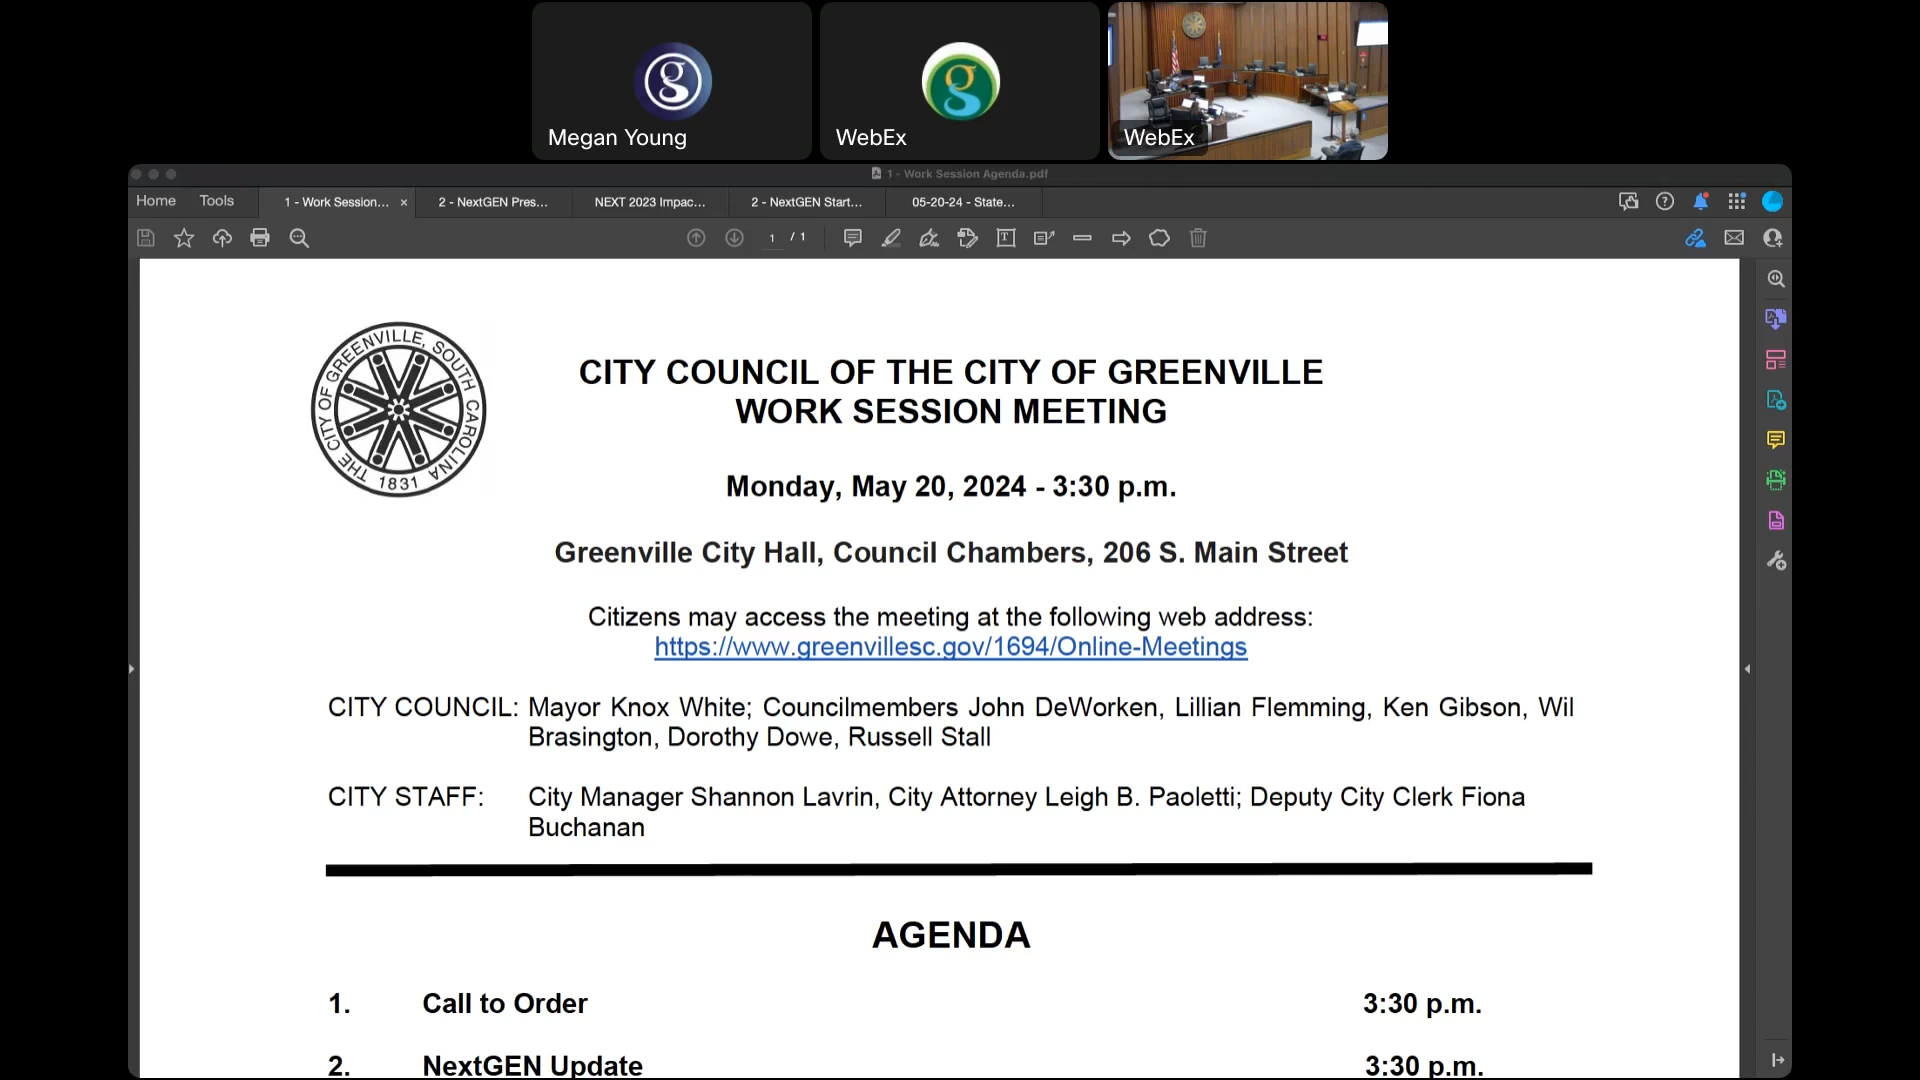 Megan Young
WebEx
WebEx
1 - Work Session Agenda.pdf
Home
Tools
1 - Work Session...
2 - NextGEN Pres...
NEXT 2023 Impac...
2 - NextGEN Start...
05-20-24 - State...
1 / 1
THE CITY OF GREENVILLE, SOUTH CAROLINA
1831
CITY COUNCIL OF THE CITY OF GREENVILLE
WORK SESSION MEETING
Monday, May 20, 2024 - 3:30 p.m.
Greenville City Hall, Council Chambers, 206 S. Main Street
Citizens may access the meeting at the following web address:
https://www.greenvillesc.gov/1694/Online-Meetings
CITY COUNCIL: Mayor Knox White; Councilmembers John DeWorken, Lillian Flemming, Ken Gibson, Wil
Brasington, Dorothy Dowe, Russell Stall
CITY STAFF: City Manager Shannon Lavrin, City Attorney Leigh B. Paoletti; Deputy City Clerk Fiona
Buchanan
AGENDA
1. Call to Order 3:30 p.m.
2. NextGEN Update 3:30 p.m.